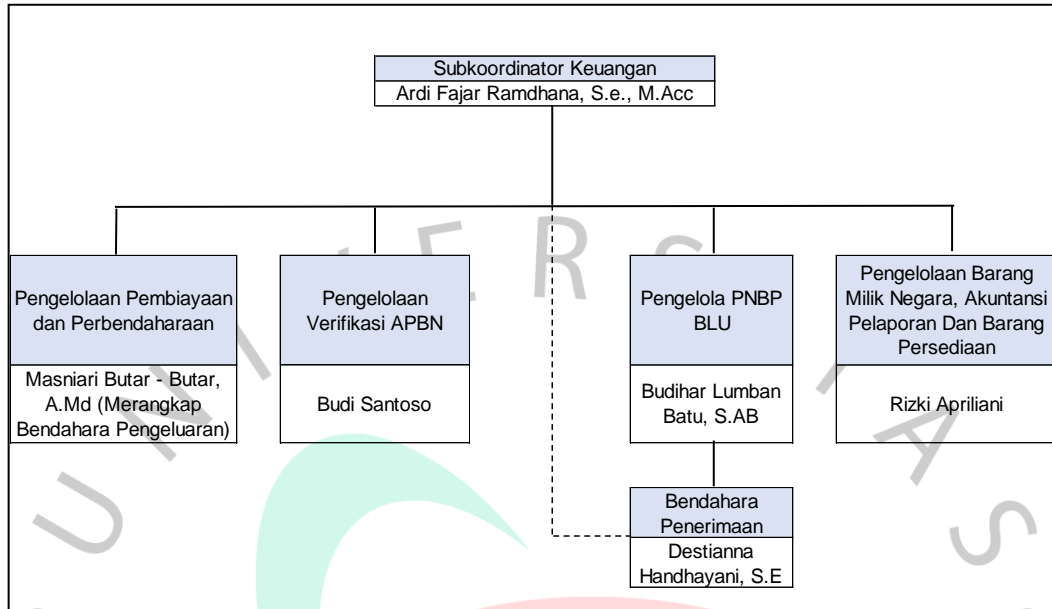 Subkoordinator Keuangan
Ardi Fajar Ramdhana, S.e., M.Acc
Pengelolaan Pembiayaan
dan Perbendaharaan
Masniari Butar - Butar,
A.Md (Merangkap
Bendahara Pengeluaran)
Pengelolaan
Verifikasi APBN
Budi Santoso
Pengelola PNBP
BLU
Budihar Lumban
Batu, S.AB
Pengelolaan Barang
Milik Negara, Akuntansi
Pelaporan Dan Barang
Persediaan
Rizki Apriliani
Bendahara
Penerimaan
Destianna
Handhayani, S.E
UNIVERSITAS